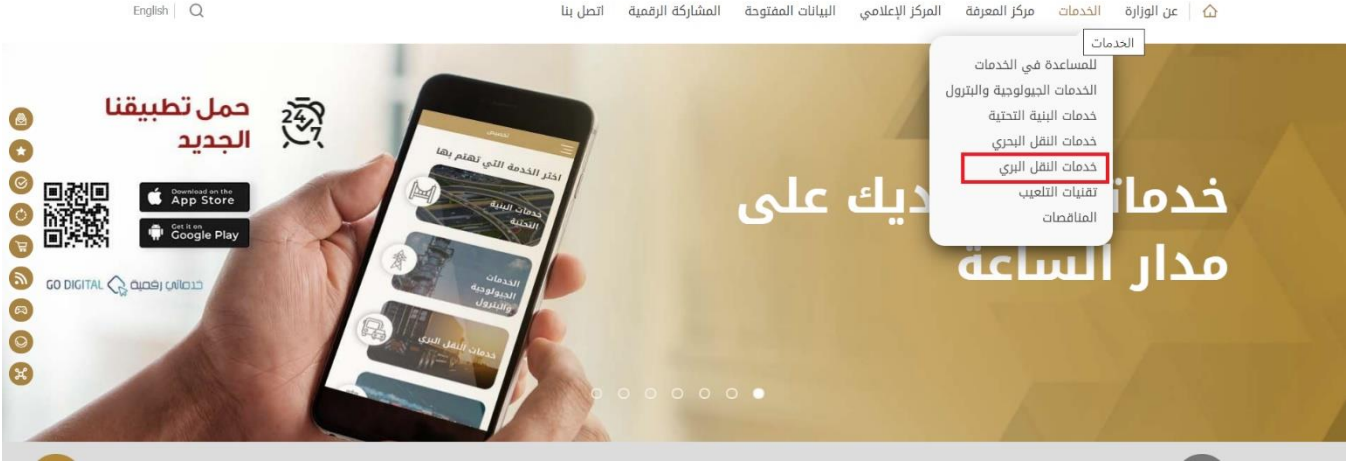 عن الوزارة الخدمات مركز المعرفة المركز الإعلامي البيانات المفتوحة المشاركة الرقمية اتصل بنا
English
الخدمات
للمساعدة في الخدمات
الخدمات الجيولوجية والبترول
خدمات البنية التحتية
خدمات النقل البحري
خدمات النقل البري
تقنيات التلعيب
المناقصات
ديك على
مدار الساعة
اختر الخدمة التي تهتم بها
خدمات البنية
التحتية
الخدمات
الجيولوجية
والبترول
خدمات النقل البري
24/7
حمل تطبيقنا
الجديد
Download on the
App Store
Get it on
Google Play
GO DIGITAL خدماتي رقمية